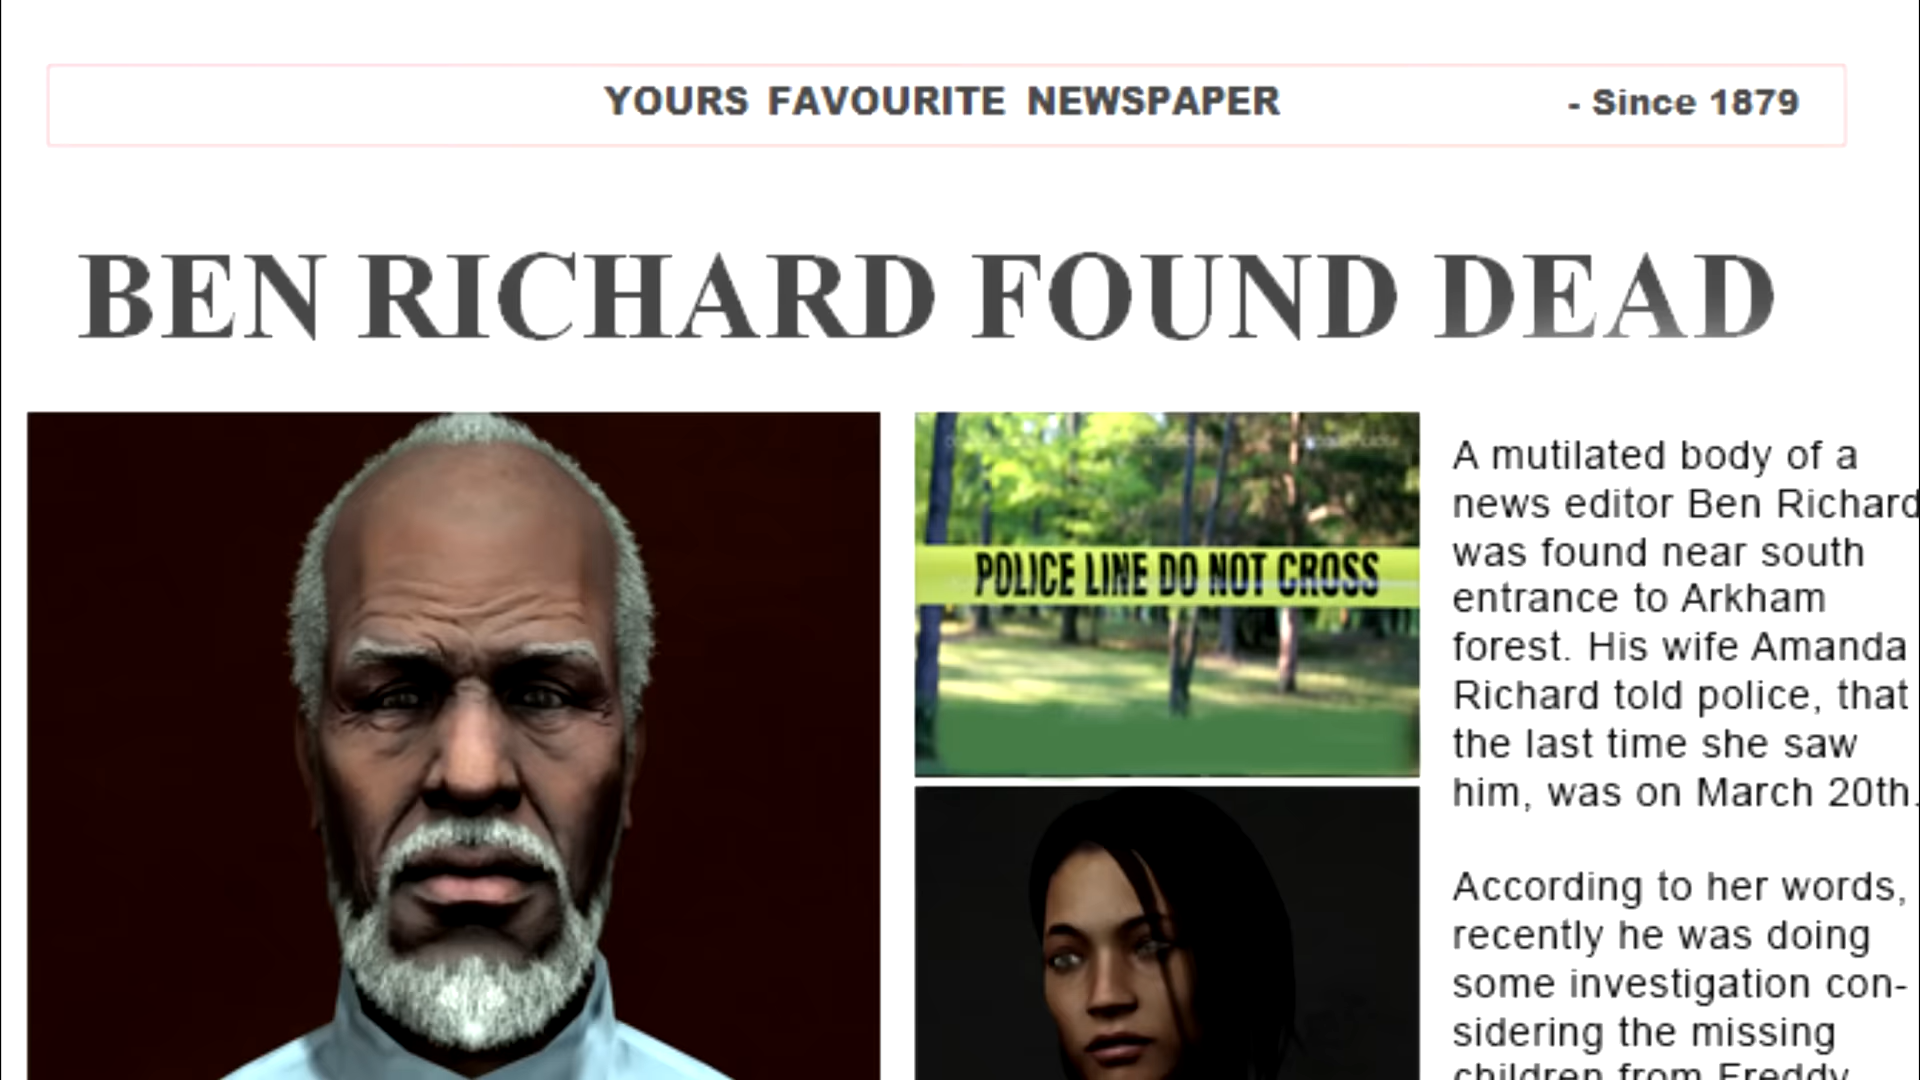 YOURS FAVOURITE NEWSPAPER
- Since 1879
BEN RICHARD FOUND DEAD
POLICE LINE DO NOT CROSS
A mutilated body of a
news editor Ben Richard
was found near south
entrance to Arkham
forest. His wife Amanda
Richard told police, that
the last time she saw
him, was on March 20th.
According to her words,
recently he was doing
some investigation con-
sidering the missing
children from Freddy